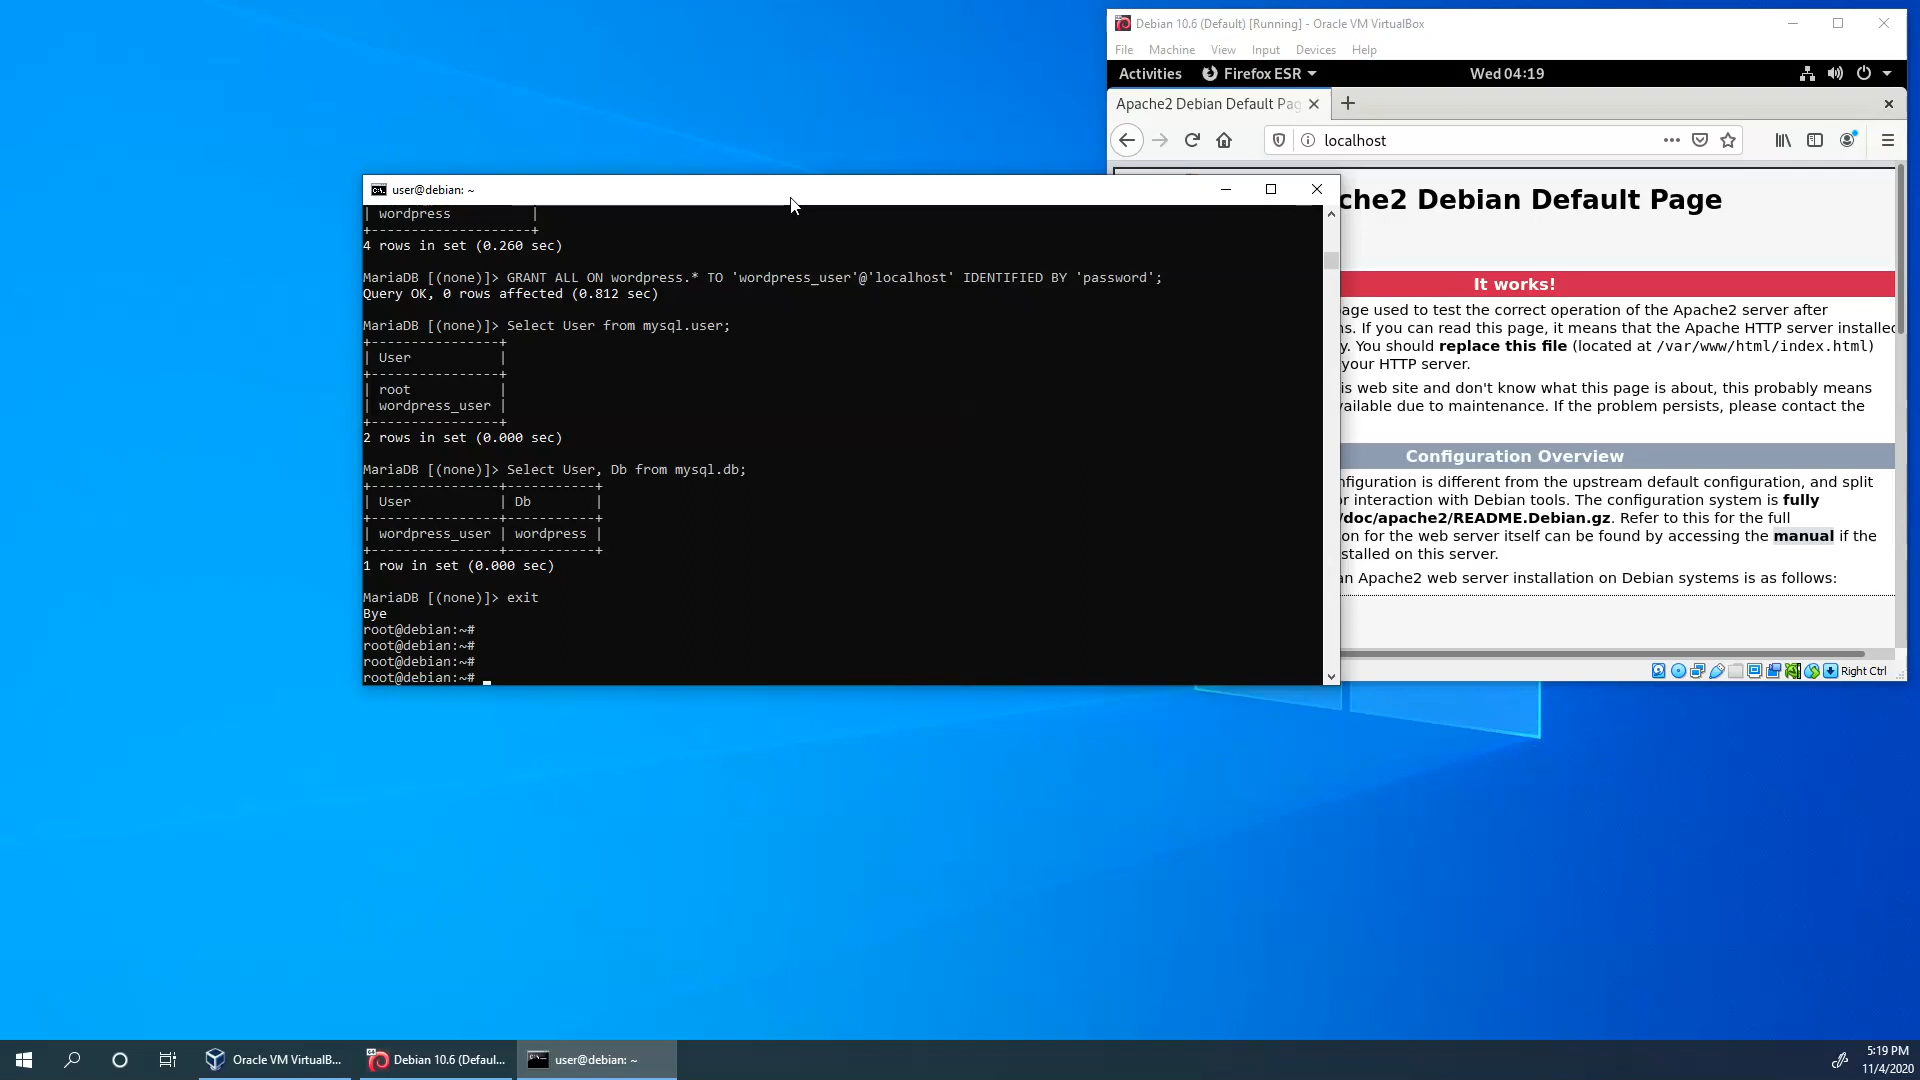 Debian 10.6 (Default) [Running] - Oracle VM VirtualBox
File Machine View Input Devices Help
Activities Firefox ESR Wed 04:19
Apache2 Debian Default Pag
localhost
user@debian: ~
| wordpress          |
+--------------------+
4 rows in set (0.260 sec)
MariaDB [(none)]> GRANT ALL ON wordpress.* TO 'wordpress_user'@'localhost' IDENTIFIED BY 'password';
Query OK, 0 rows affected (0.812 sec)
MariaDB [(none)]> Select User from mysql.user;
+----------------+
| User           |
+----------------+
| root           |
| wordpress_user |
+----------------+
2 rows in set (0.000 sec)
MariaDB [(none)]> Select User, Db from mysql.db;
+----------------+-----------+
| User           | Db        |
+----------------+-----------+
| wordpress_user | wordpress |
+----------------+-----------+
1 row in set (0.000 sec)
MariaDB [(none)]> exit
Bye
root@debian:~#
root@debian:~#
root@debian:~#
root@debian:~#
che2 Debian Default Page
It works!
age used to test the correct operation of the Apache2 server after
ns. If you can read this page, it means that the Apache HTTP server installed
y. You should replace this file (located at /var/www/html/index.html)
your HTTP server.
is web site and don't know what this page is about, this probably means
vailable due to maintenance. If the problem persists, please contact the
Configuration Overview
nfiguration is different from the upstream default configuration, and split
or interaction with Debian tools. The configuration system is fully
/doc/apache2/README.Debian.gz. Refer to this for the full
on for the web server itself can be found by accessing the manual if the
stalled on this server.
an Apache2 web server installation on Debian systems is as follows:
Right Ctrl
Oracle VM VirtualB...
Debian 10.6 (Defaul...
user@debian: ~
5:19 PM
11/4/2020